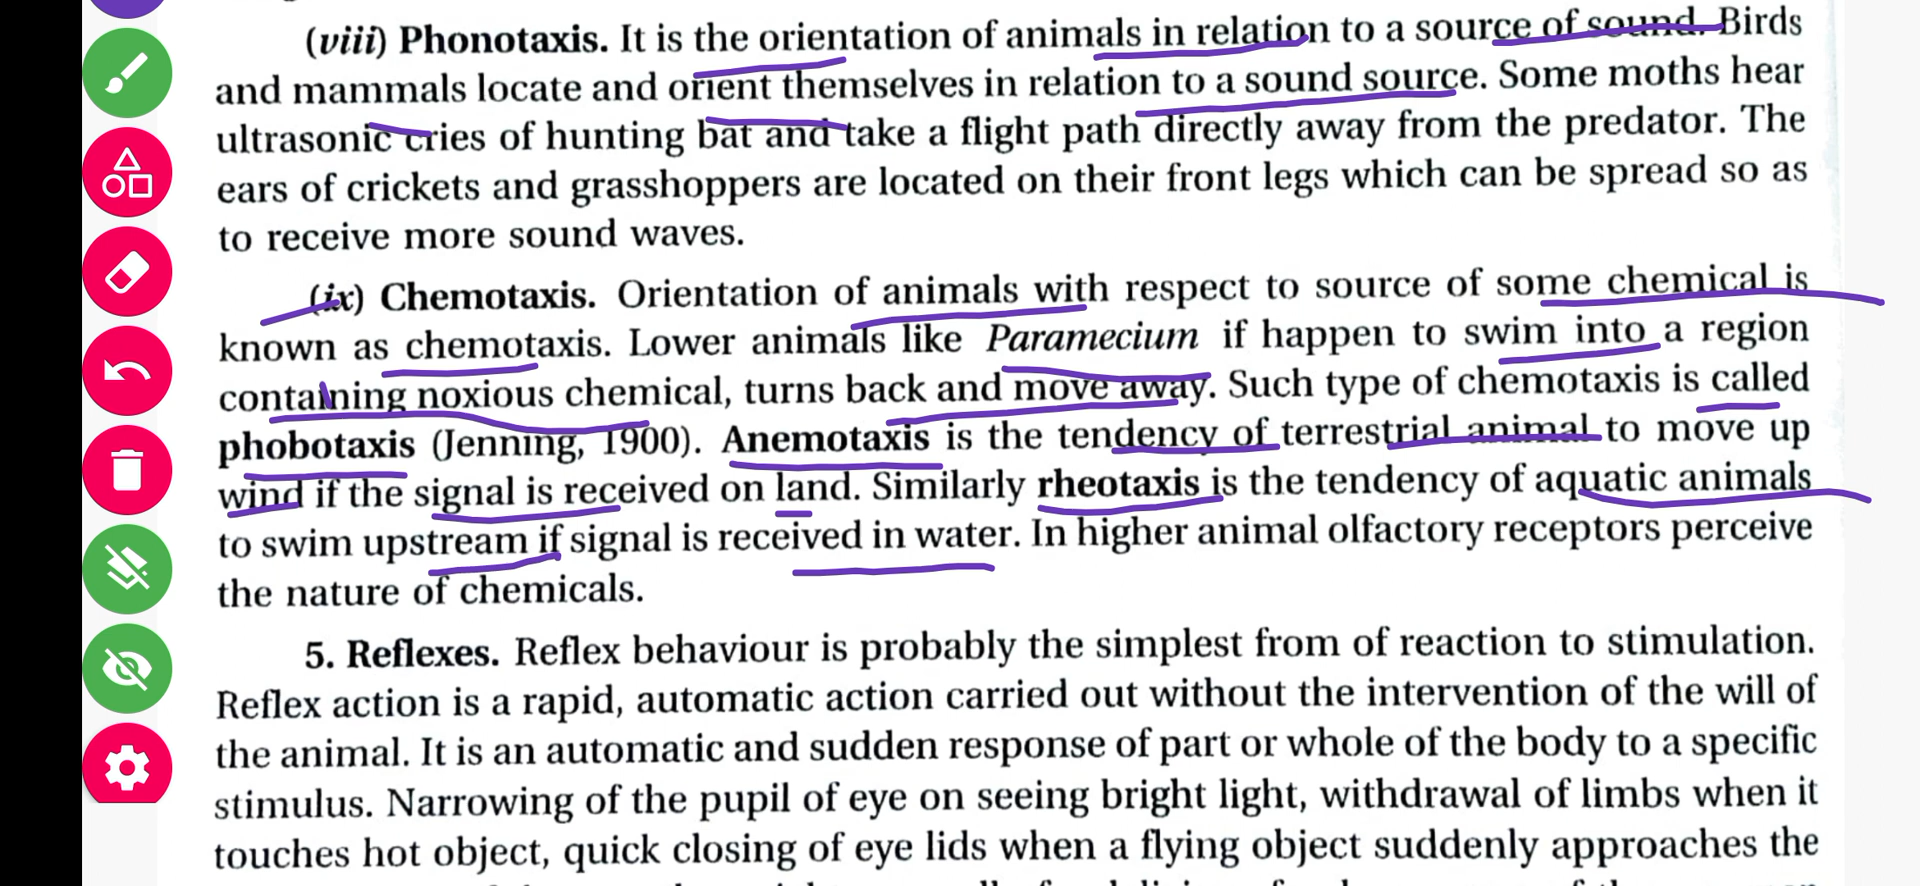 (viii) Phonotaxis. It is the orientation of animals in relation to a source of sound. Birds
and mammals locate and orient themselves in relation to a sound source. Some moths hear
ultrasonic cries of hunting bat and take a flight path directly away from the predator. The
ears of crickets and grasshoppers are located on their front legs which can be spread so as
to receive more sound waves.
(ix) Chemotaxis. Orientation of animals with respect to source of some chemical is
known as chemotaxis. Lower animals like Paramecium if happen to swim into a region
containing noxious chemical, turns back and move away. Such type of chemotaxis is called
phobotaxis (Jenning, 1900). Anemotaxis is the tendency of terrestrial animal to move up
wind if the signal is received on land. Similarly rheotaxis is the tendency of aquatic animals
to swim upstream if signal is received in water. In higher animal olfactory receptors perceive
the nature of chemicals.
5. Reflexes. Reflex behaviour is probably the simplest from of reaction to stimulation.
Reflex action is a rapid, automatic action carried out without the intervention of the will of
the animal. It is an automatic and sudden response of part or whole of the body to a specific
stimulus. Narrowing of the pupil of eye on seeing bright light, withdrawal of limbs when it
touches hot object, quick closing of eye lids when a flying object suddenly approaches the